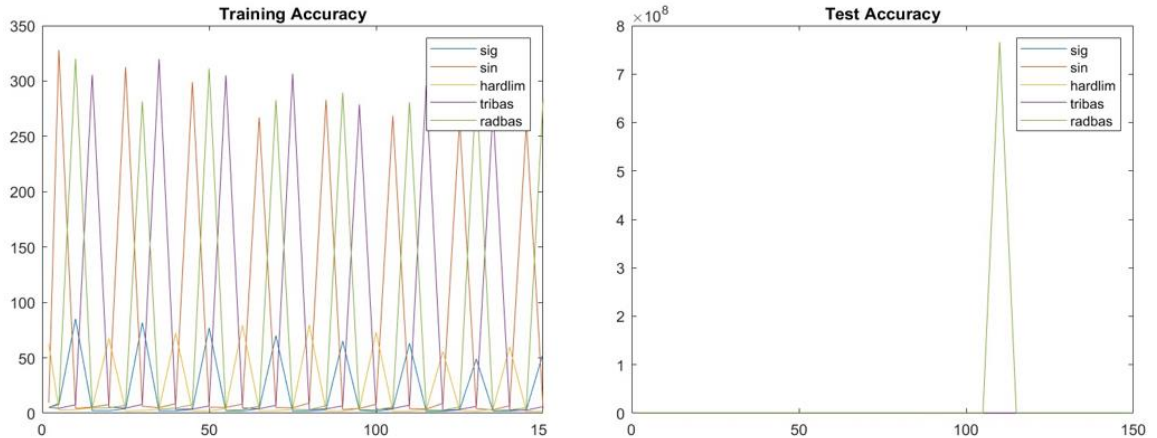 Training Accuracy
350
300
250
200
150
100
50
0
0 50 100 15
sig
sin
hardlim
tribas
radbas
Test Accuracy
×10⁸
8
7
6
5
4
3
2
1
0
0 50 100 150
sig
sin
hardlim
tribas
radbas